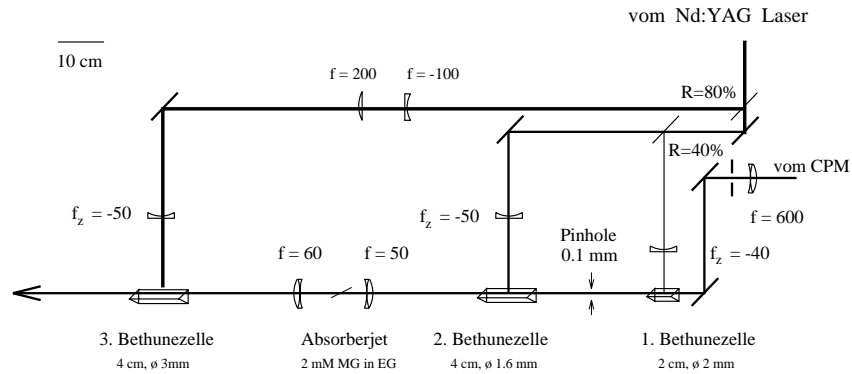 vom Nd:YAG Laser
10 cm
f = 200
f = -100
R=80%
R=40%
vom CPM
f_z = -50
f_z = -50
f = 600
Pinhole
0.1 mm
f_z = -40
f = 60
f = 50
3. Bethunezelle
Absorberjet
2. Bethunezelle
1. Bethunezelle
4 cm, ø 3mm
2 mM MG in EG
4 cm, ø 1.6 mm
2 cm, ø 2 mm